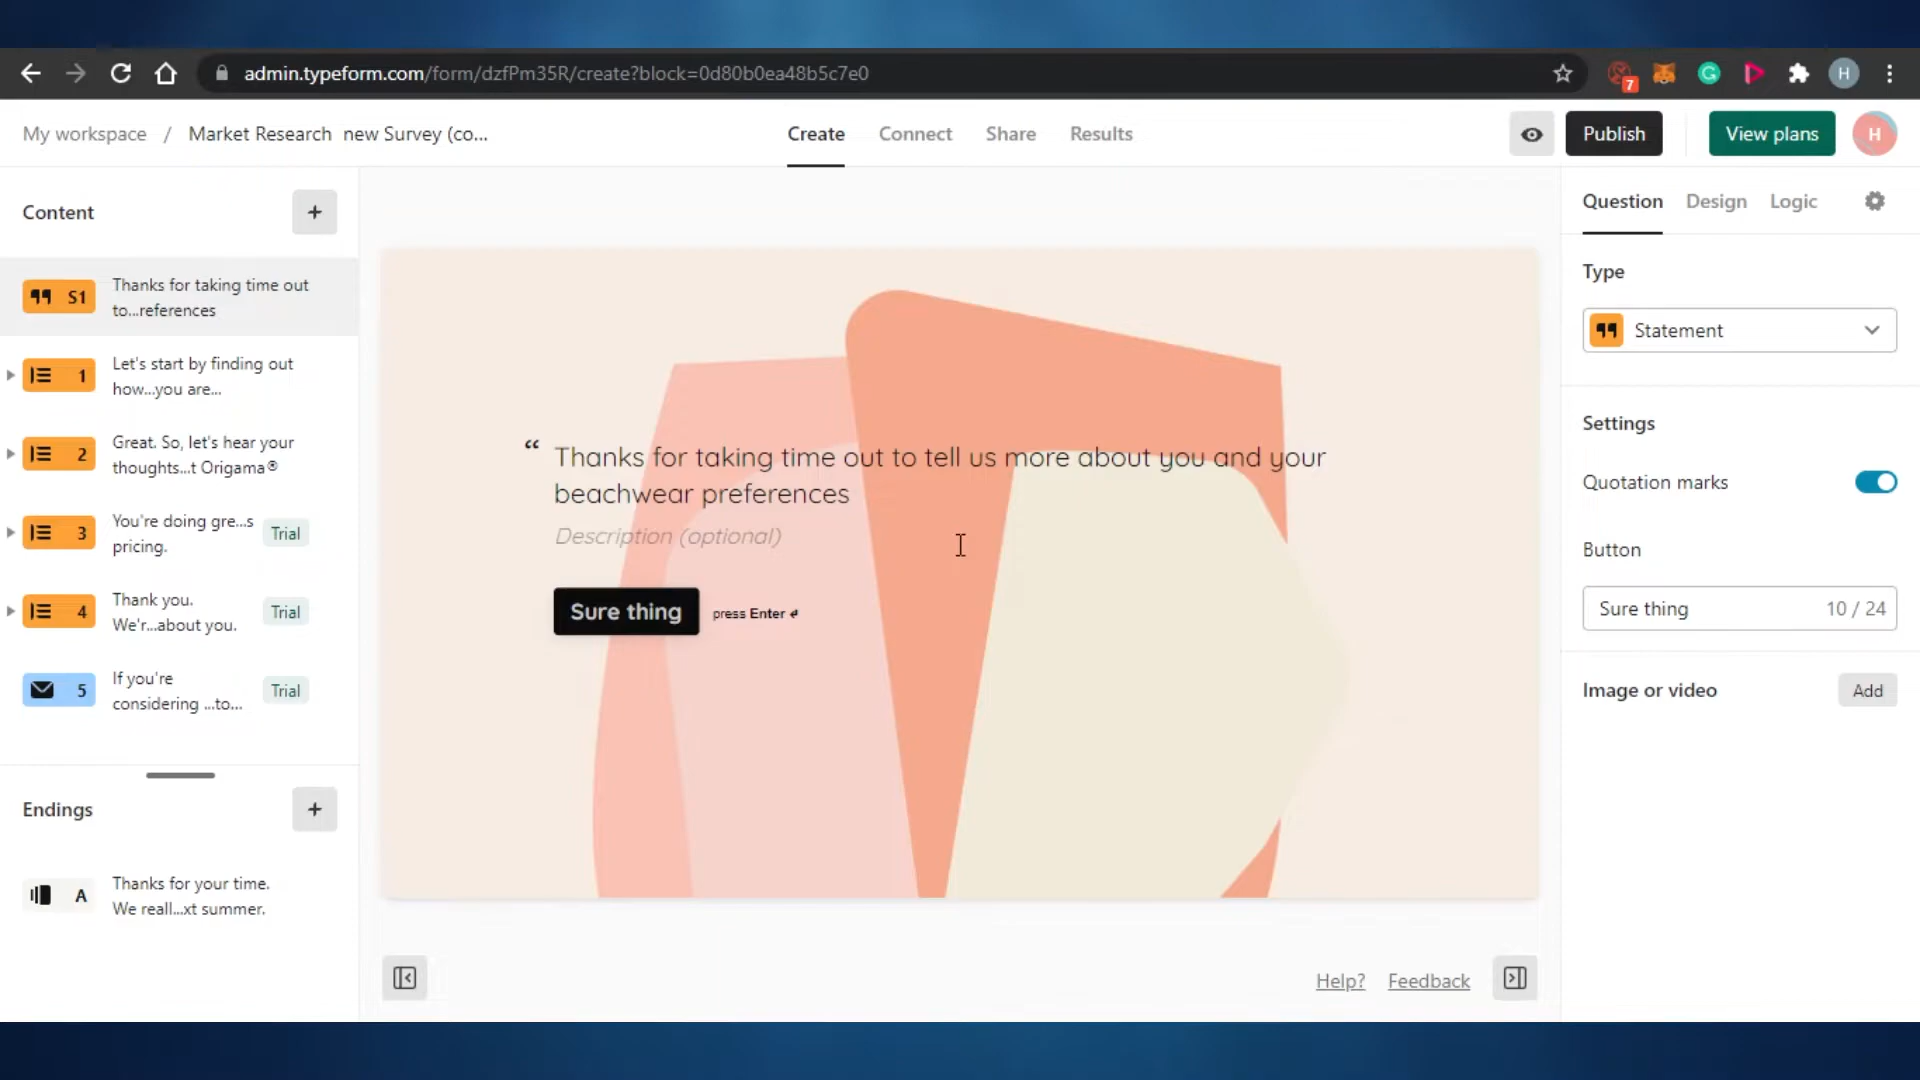 admin.typeform.com/form/dzfPm35R/create?block=0d80b0ea48b5c7e0
7
H
My workspace / Market Research new Survey (co...
Create Connect Share Results
Publish
View plans
H
Content
+
S1
Thanks for taking time out
to...references
1
Let's start by finding out
how...you are...
2
Great. So, let's hear your
thoughts...t Origama®
3
You're doing gre...s
pricing.
Trial
4
Thank you.
We'r...about you.
Trial
5
If you're
considering ...to...
Trial
Endings
+
A
Thanks for your time.
We reall...xt summer.
“ Thanks for taking time out to tell us more about you and your
beachwear preferences
Description (optional)
Sure thing
press Enter ↵
Help?
Feedback
Question Design Logic
Type
Statement
Settings
Quotation marks
Button
Sure thing 10 / 24
Image or video
Add